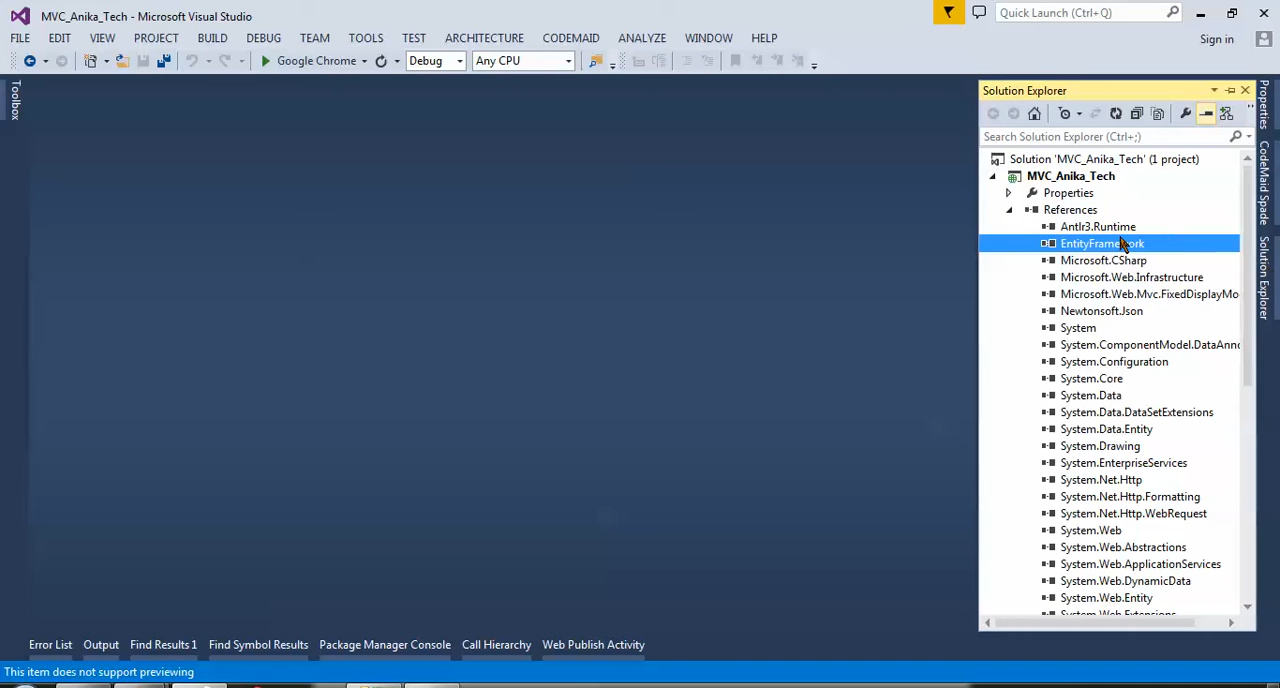 MVC_Anika_Tech - Microsoft Visual Studio
Quick Launch (Ctrl+Q)
FILE EDIT VIEW PROJECT BUILD DEBUG TEAM TOOLS TEST ARCHITECTURE CODEMAID ANALYZE WINDOW HELP
Sign in
Google Chrome Debug Any CPU
Toolbox
Solution Explorer
Search Solution Explorer (Ctrl+;)
Solution 'MVC_Anika_Tech' (1 project)
MVC_Anika_Tech
Properties
References
Antlr3.Runtime
EntityFramework
Microsoft.CSharp
Microsoft.Web.Infrastructure
Microsoft.Web.Mvc.FixedDisplayMo
Newtonsoft.Json
System
System.ComponentModel.DataAnno
System.Configuration
System.Core
System.Data
System.Data.DataSetExtensions
System.Data.Entity
System.Drawing
System.EnterpriseServices
System.Net.Http
System.Net.Http.Formatting
System.Net.Http.WebRequest
System.Web
System.Web.Abstractions
System.Web.ApplicationServices
System.Web.DynamicData
System.Web.Entity
System.Web.Extensions
Properties
CodeMaid Spade
Solution Explorer
Error List Output Find Results 1 Find Symbol Results Package Manager Console Call Hierarchy Web Publish Activity
This item does not support previewing